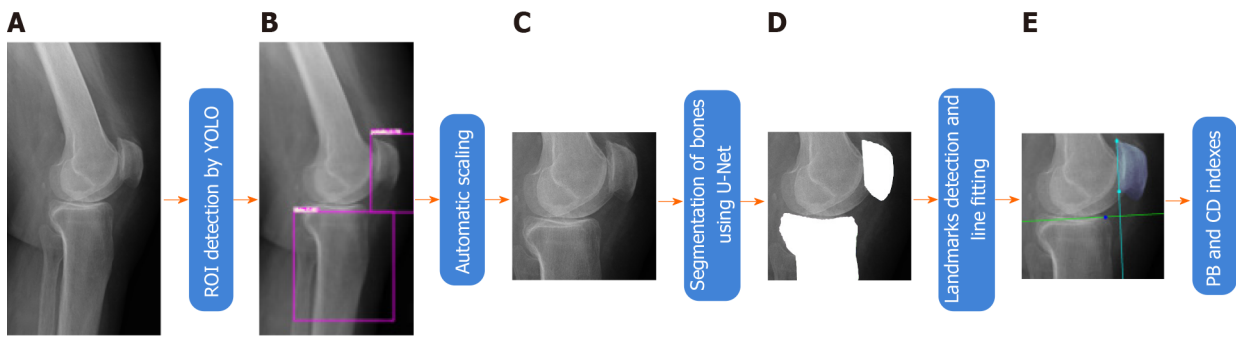 A
B
C
D
E
ROI detection by YOLO
Automatic scaling
Segmentation of bones
using U-Net
Landmarks detection and
line fitting
PB and CD indexes